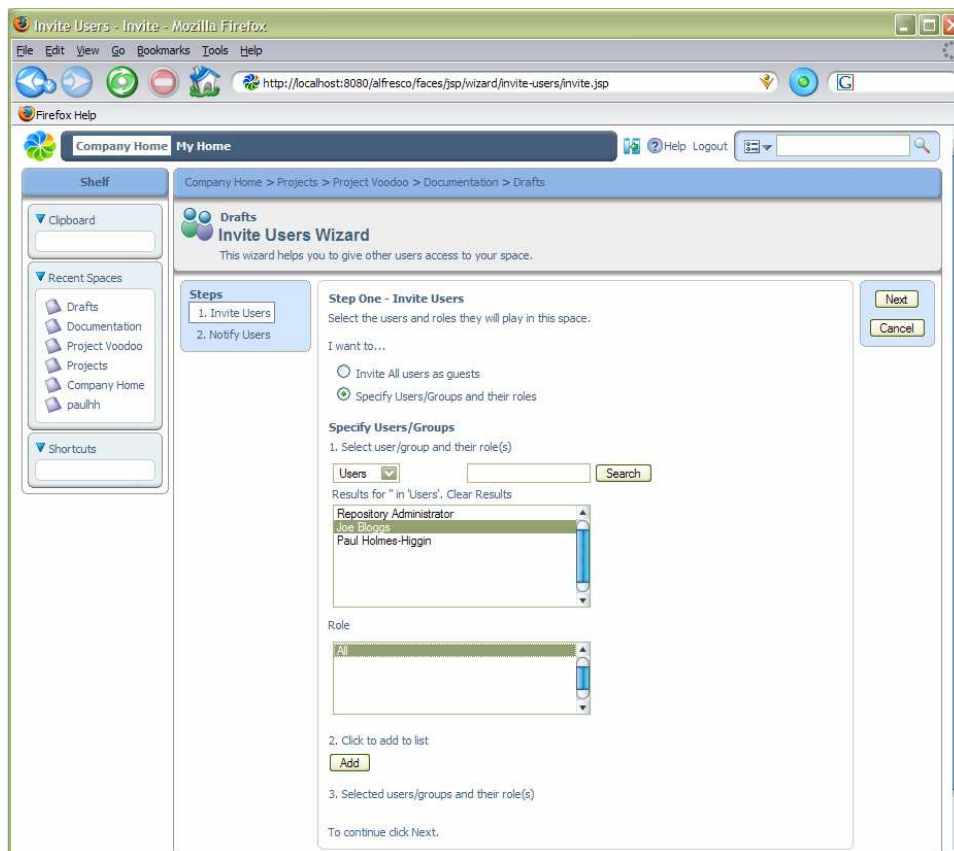 Invite Users - Invite - Mozilla Firefox
File Edit View Go Bookmarks Tools Help
http://localhost:8080/alfresco/faces/jsp/wizard/invite-users/invite.jsp
G
Firefox Help
Company Home My Home
Help Logout
Shelf
Clipboard
Recent Spaces
Drafts
Documentation
Project Voodoo
Projects
Company Home
paulhh
Shortcuts
Company Home > Projects > Project Voodoo > Documentation > Drafts
Drafts
Invite Users Wizard
This wizard helps you to give other users access to your space.
Steps
1. Invite Users
2. Notify Users
Step One - Invite Users
Select the users and roles they will play in this space.
I want to...
Invite All users as guests
Specify Users/Groups and their roles
Specify Users/Groups
1. Select user/group and their role(s)
Users
Search
Results for '' in 'Users'. Clear Results
Repository Administrator
Joe Bloggs
Paul Holmes-Higgin
Role
All
2. Click to add to list
Add
3. Selected users/groups and their role(s)
To continue click Next.
Next
Cancel